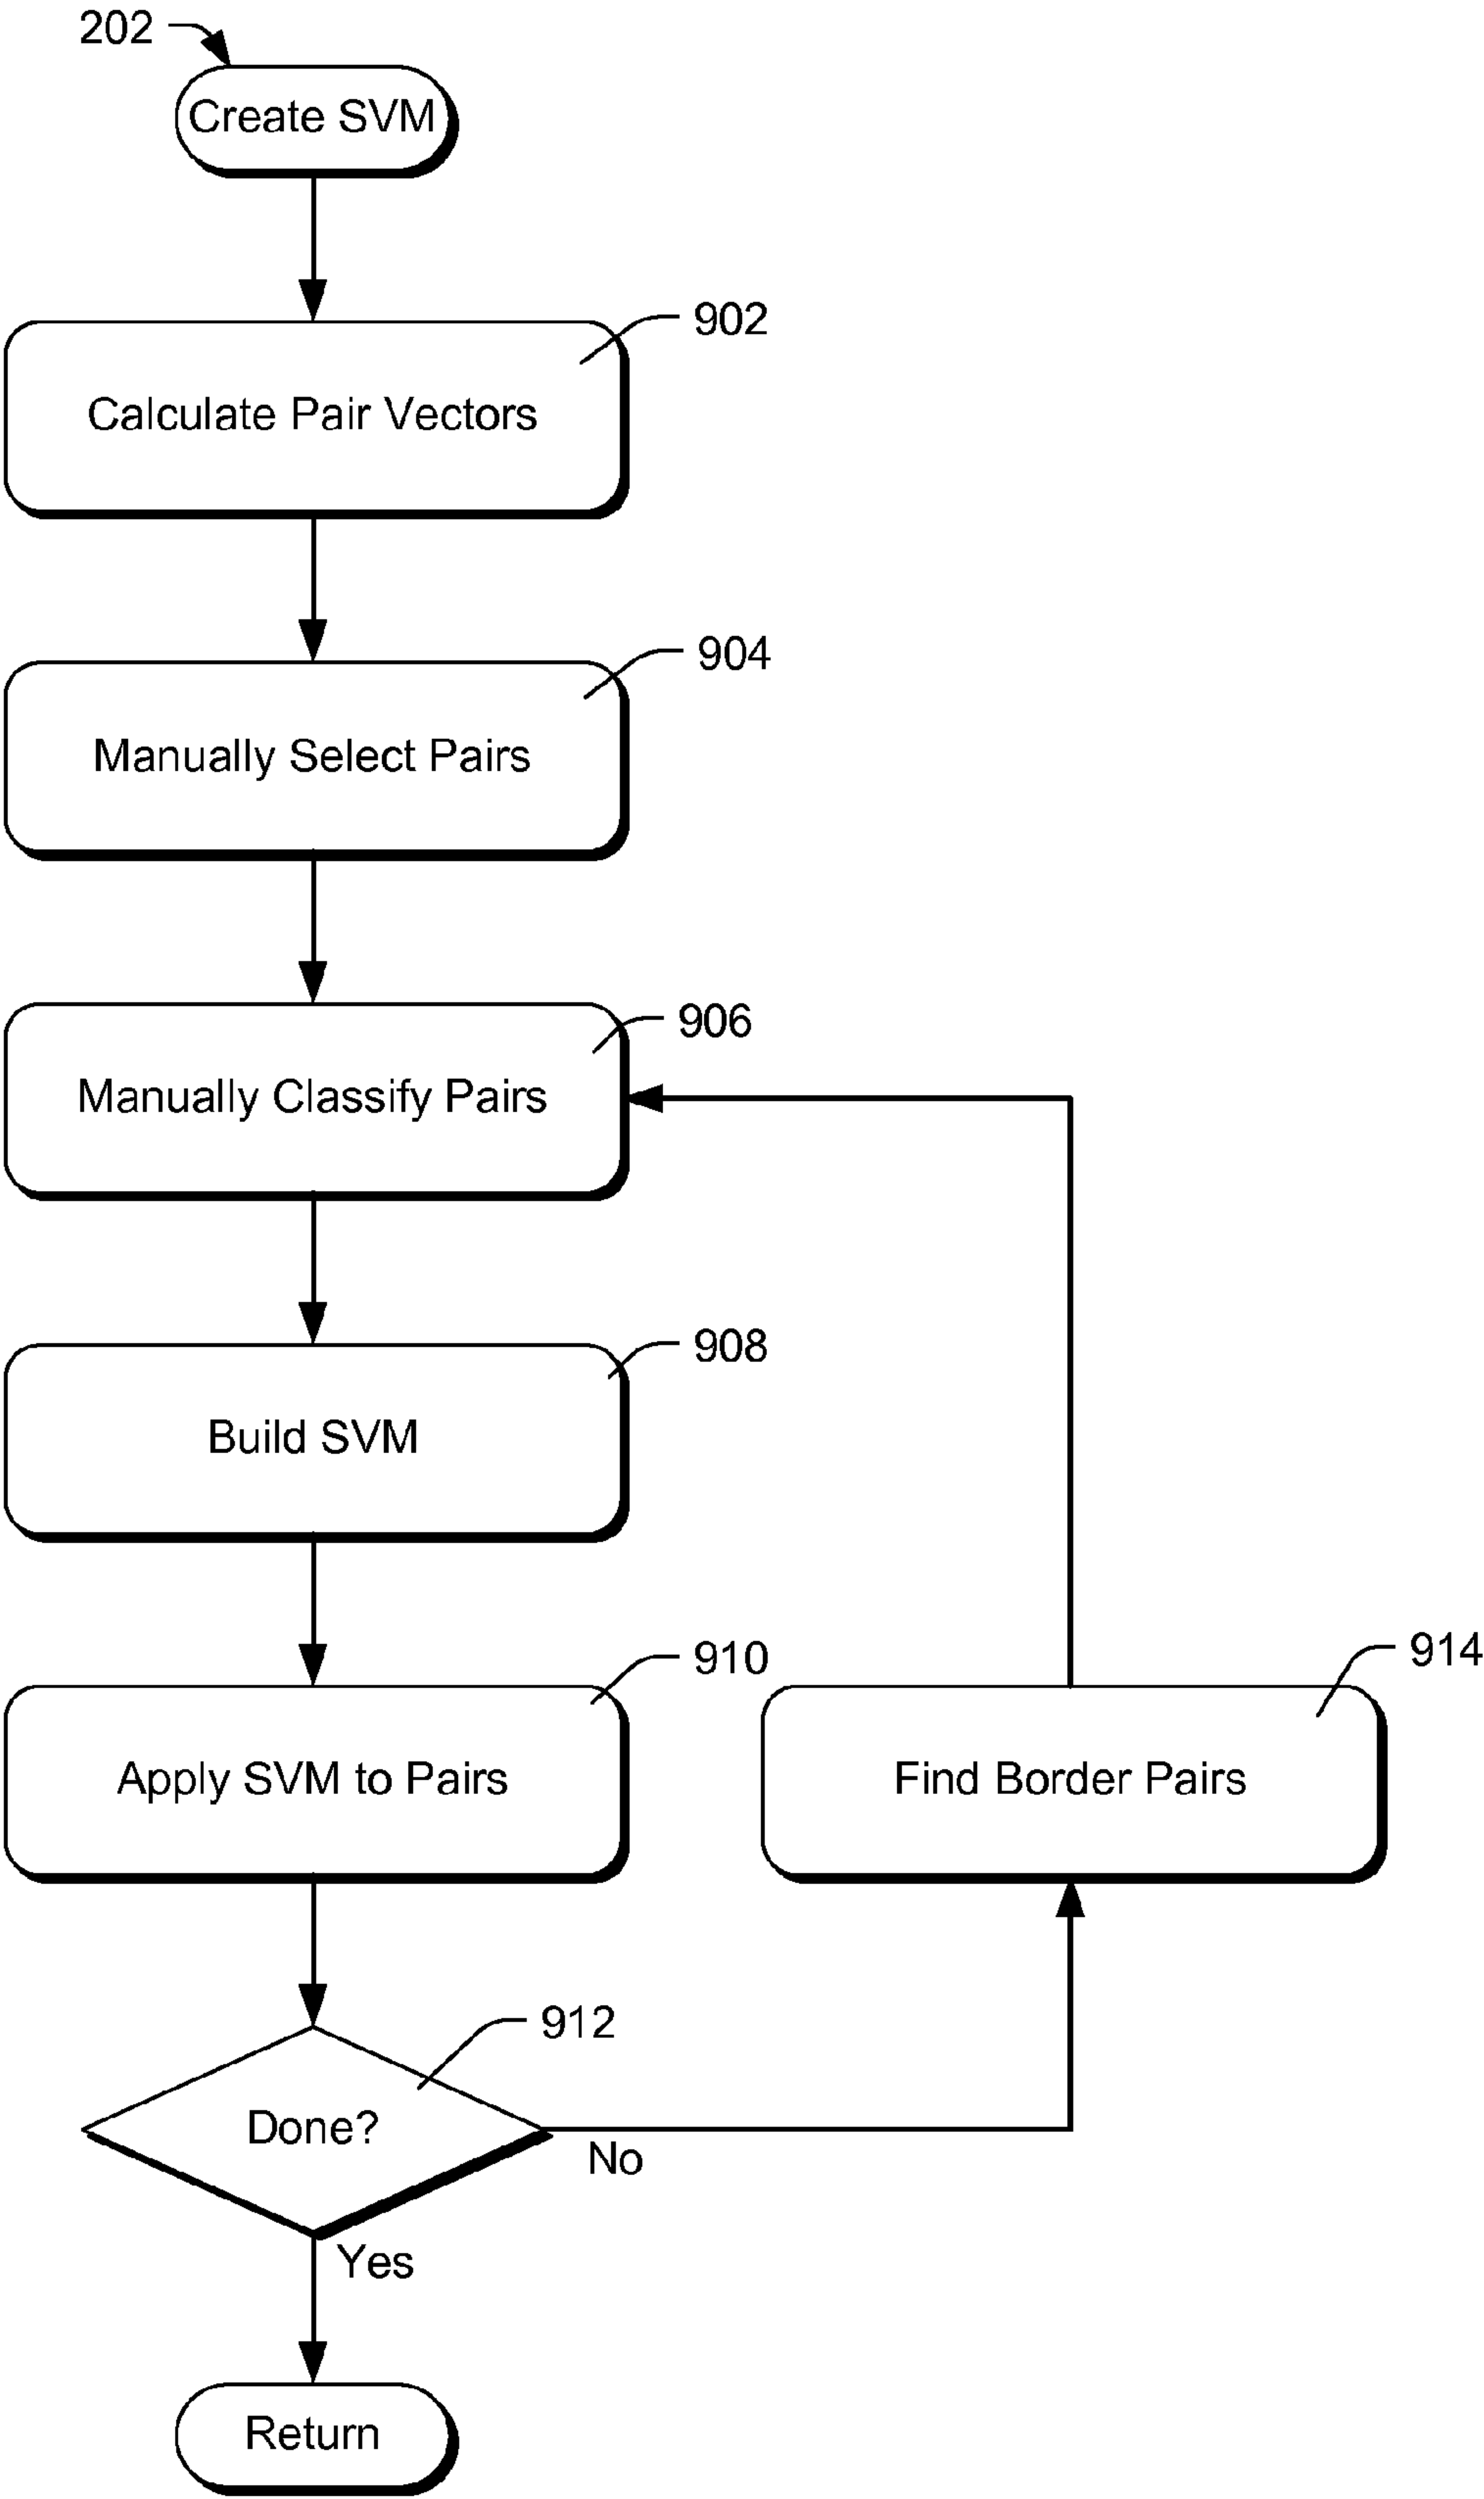 202
Create SVM
902
Calculate Pair Vectors
904
Manually Select Pairs
906
Manually Classify Pairs
908
Build SVM
910
Apply SVM to Pairs
914
Find Border Pairs
912
Done?
No
Yes
Return